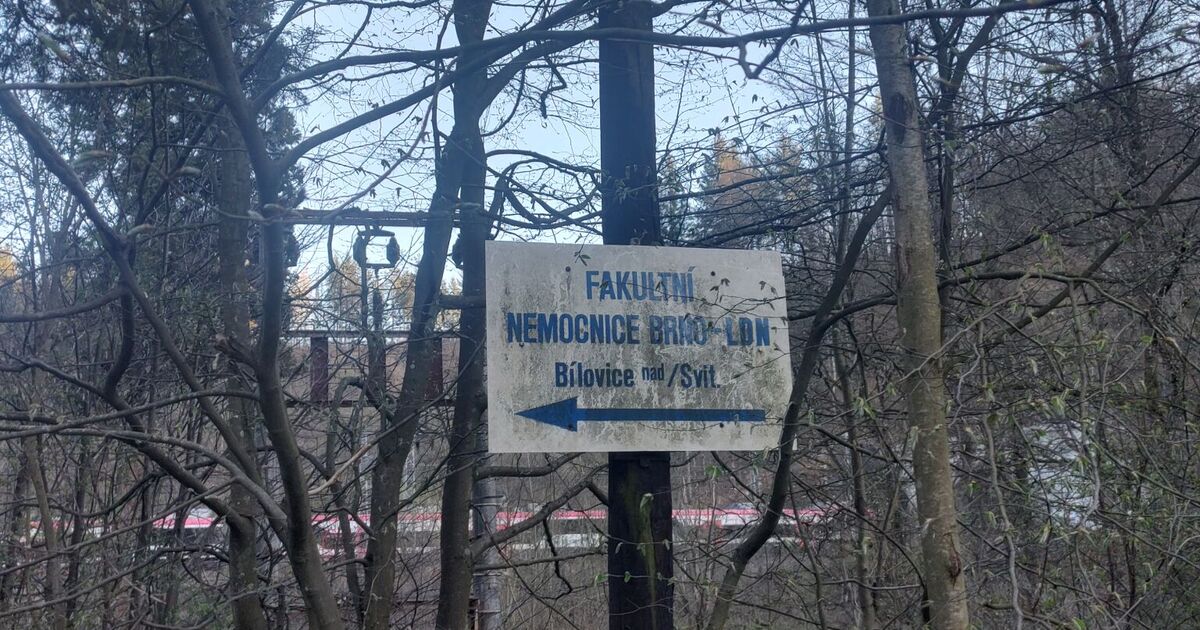 FAKULTNÍ
NEMOCNICE BRNO-LDN
Bílovice nad/Svit.